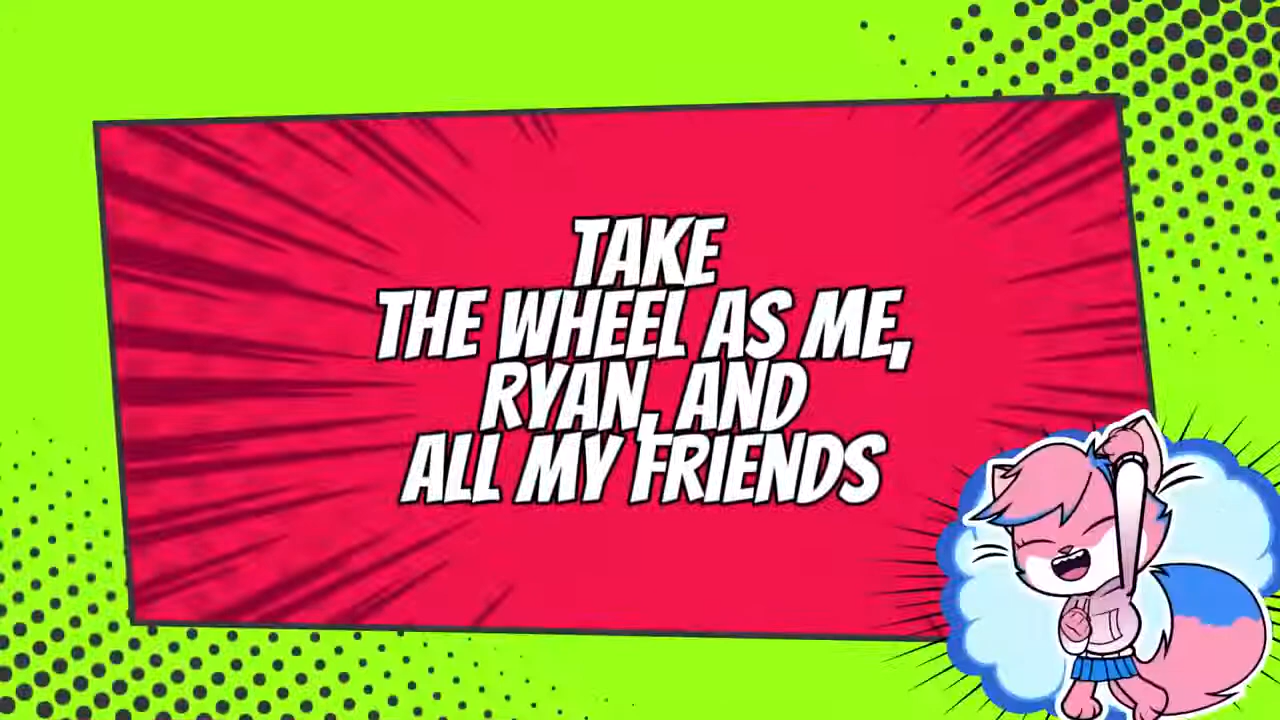 TAKE
THE WHEEL AS ME,
RYAN, AND
ALL MY FRIENDS